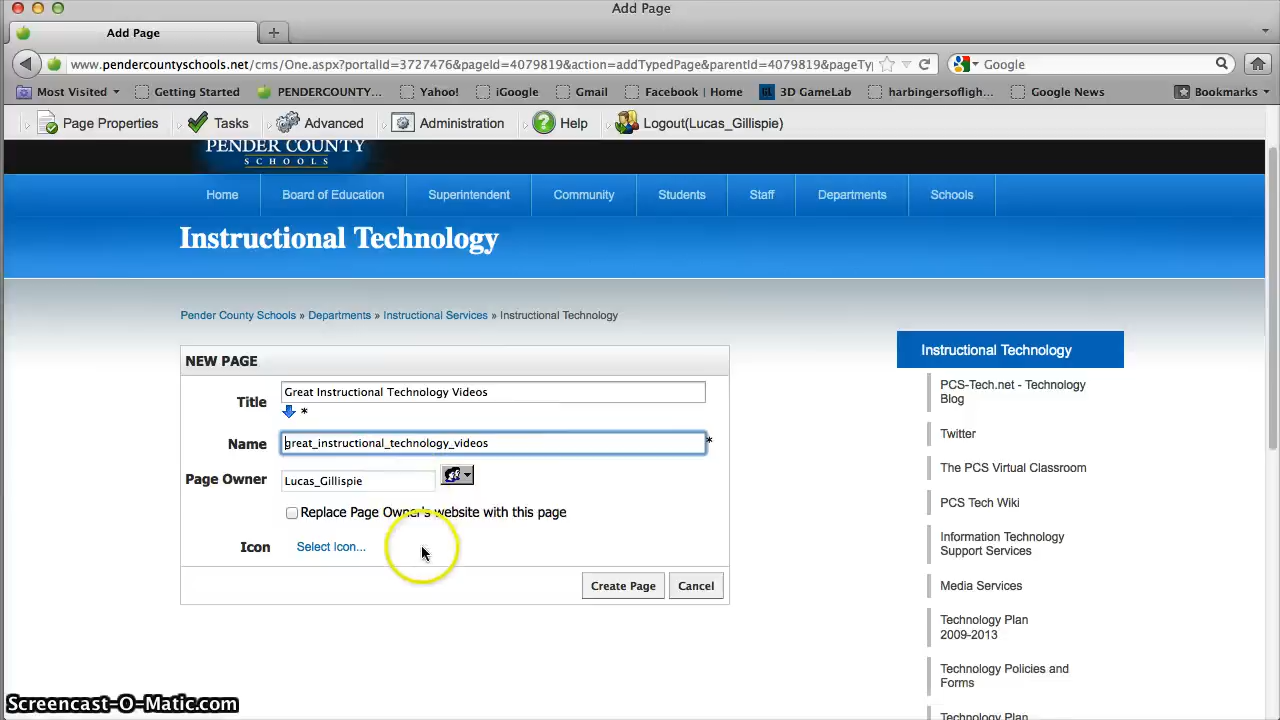 Add Page
Add Page
www.pendercountyschools.net/cms/One.aspx?portalId=3727476&pageId=4079819&action=addTypedPage&parentId=4079819&pageTy
Google
Most Visited Getting Started PENDERCOUNTY... Yahoo! iGoogle Gmail Facebook | Home 3D GameLab harbingersofligh... Google News Bookmarks
Page Properties Tasks Advanced Administration Help Logout(Lucas_Gillispie)
PENDER COUNTY
SCHOOLS
Home Board of Education Superintendent Community Students Staff Departments Schools
Instructional Technology
Pender County Schools » Departments » Instructional Services » Instructional Technology
NEW PAGE
Title Great Instructional Technology Videos
*
Name great_instructional_technology_videos *
Page Owner Lucas_Gillispie
Replace Page Owner's website with this page
Icon Select Icon...
Create Page Cancel
Instructional Technology
PCS-Tech.net - Technology
Blog
Twitter
The PCS Virtual Classroom
PCS Tech Wiki
Information Technology
Support Services
Media Services
Technology Plan
2009-2013
Technology Policies and
Forms
Technology Plan
Screencast-O-Matic.com